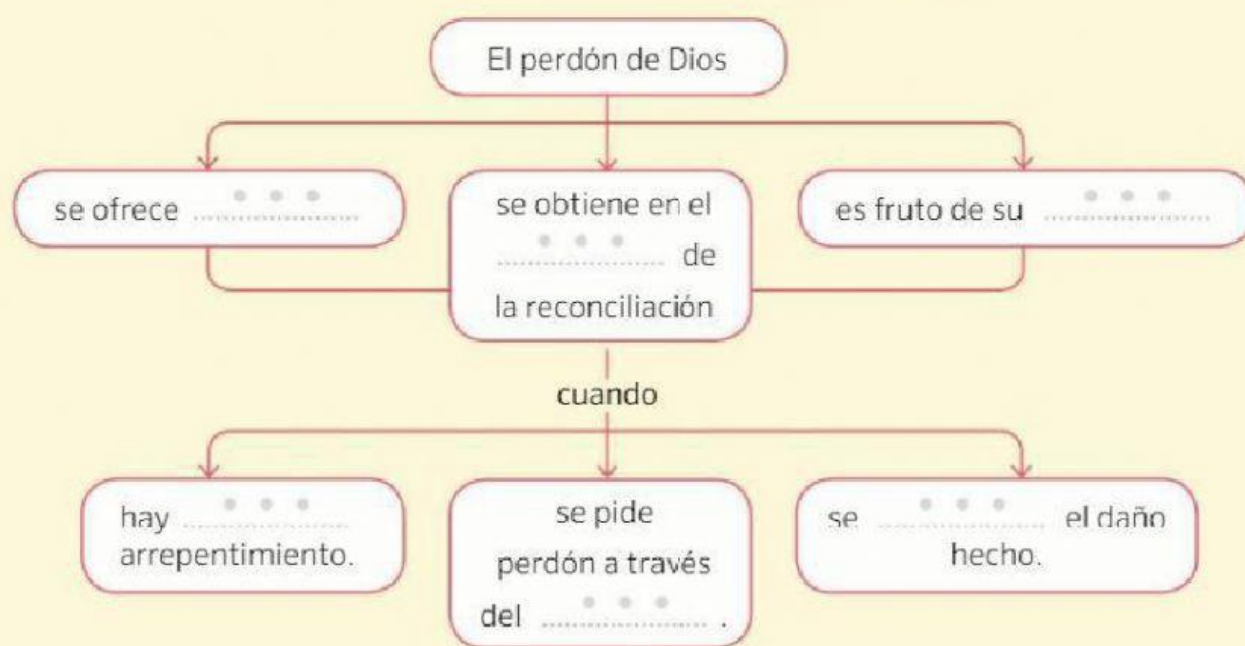 El perdón de Dios
se ofrece ............
se obtiene en el
............ de
la reconciliación
es fruto de su ............
cuando
hay ............
arrepentimiento.
se pide
perdón a través
del ............ .
se ............ el daño
hecho.